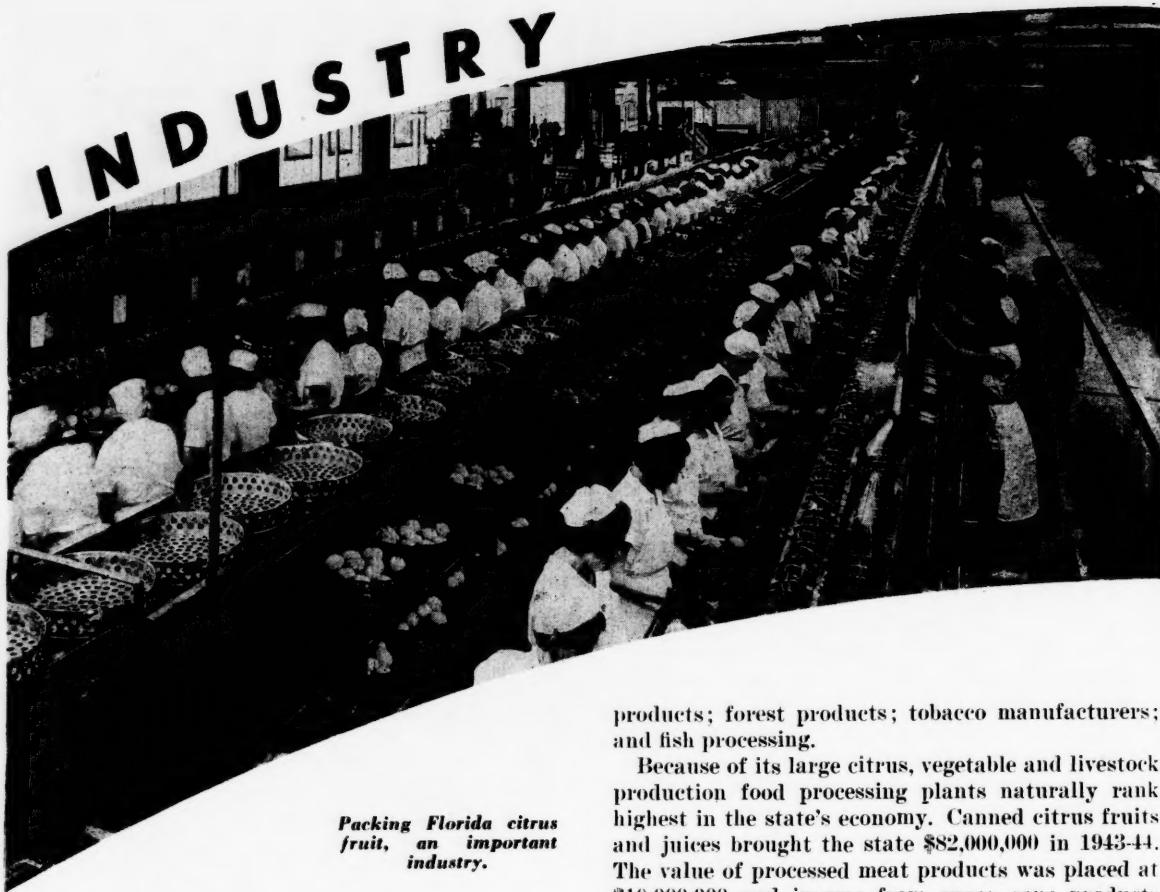 INDUSTRY
Packing Florida citrus
fruit, an important
industry.
products; forest products; tobacco manufacturers;
and fish processing.
Because of its large citrus, vegetable and livestock
production food processing plants naturally rank
highest in the state's economy. Canned citrus fruits
and juices brought the state $82,000,000 in 1943-44.
The value of processed meat products was placed at